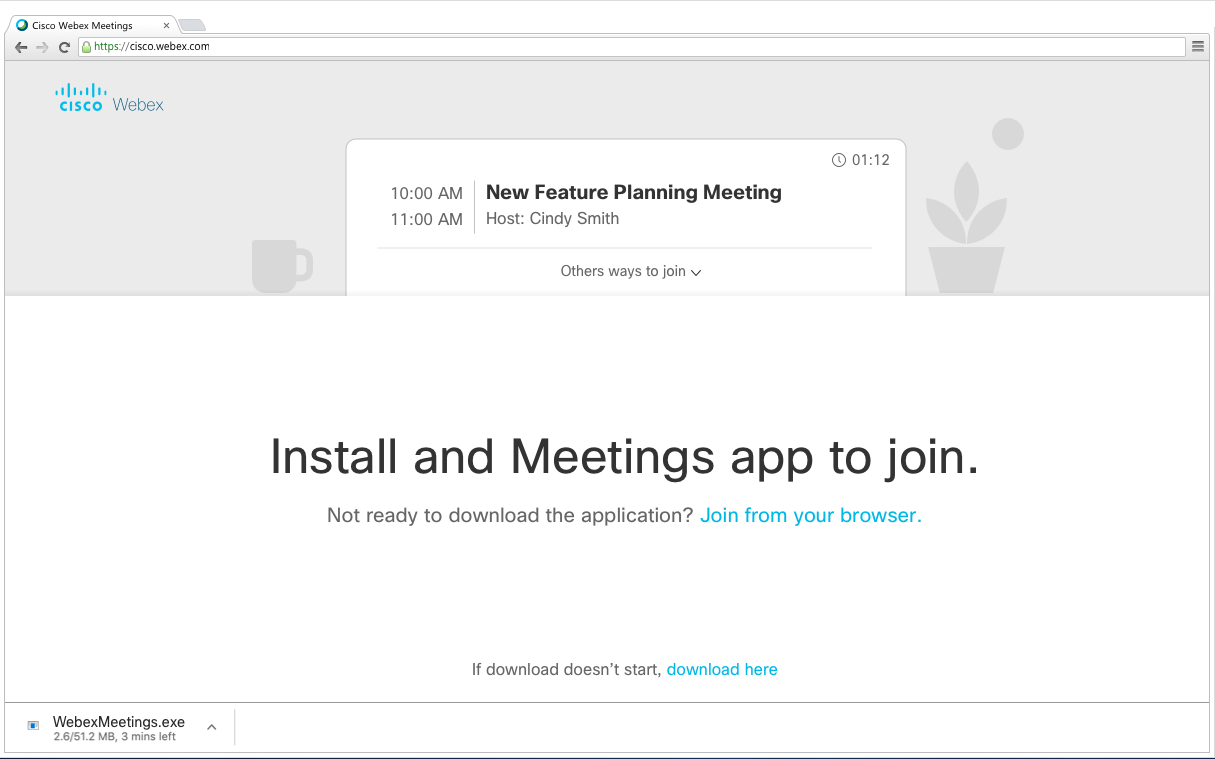 Cisco Webex Meetings
https://cisco.webex.com
cisco Webex
01:12
10:00 AM
11:00 AM
New Feature Planning Meeting
Host: Cindy Smith
Others ways to join
Install and Meetings app to join.
Not ready to download the application? Join from your browser.
If download doesn't start, download here
WebexMeetings.exe
2.6/51.2 MB, 3 mins left